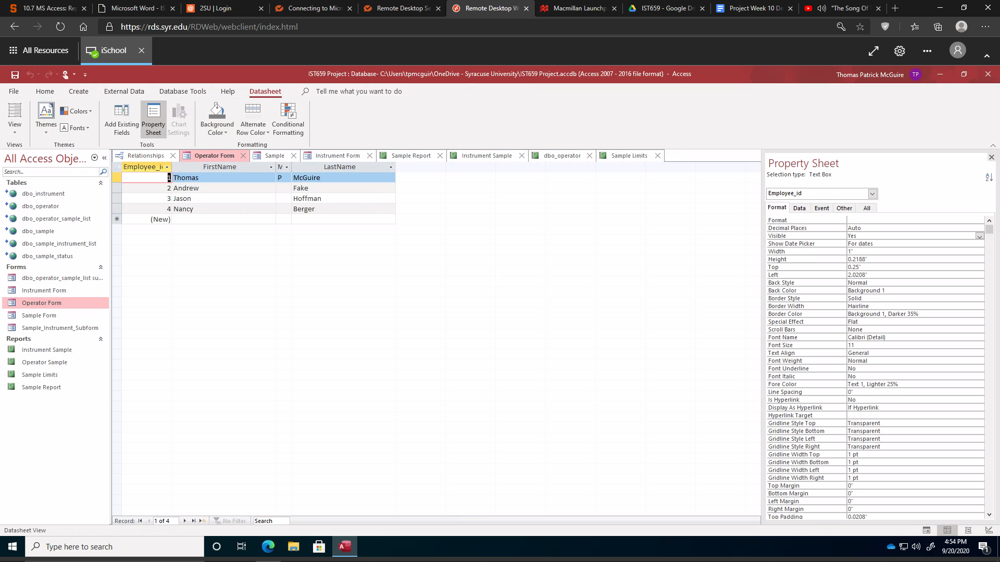 10.7 MS Access: Rep
Microsoft Word - IS
2SU | Login
Connecting to Micr
Remote Desktop Se
Remote Desktop W
Macmillan Launchp
IST659 - Google Dr
Project Week 10 De
"The Song Of
https://rds.syr.edu/RDWeb/webclient/index.html
All Resources
iSchool
IST659 Project : Database- C:\Users\tpmcguir\OneDrive - Syracuse University\IST659 Project.accdb (Access 2007 - 2016 file format) - Access
Thomas Patrick McGuire
TP
File Home Create External Data Database Tools Help Datasheet Tell me what you want to do
View
Themes
Colors
Fonts
Add Existing Fields
Property Sheet
Chart Settings
Background Color
Alternate Row Color
Conditional Formatting
Views Themes Tools Formatting
All Access Obje...
Search...
Tables
dbo_instrument
dbo_operator
dbo_operator_sample_list
dbo_sample
dbo_sample_instrument_list
dbo_sample_status
Forms
dbo_operator_sample_list su...
Instrument Form
Operator Form
Sample Form
Sample_Instrument_Subform
Reports
Instrument Sample
Operator Sample
Sample Limits
Sample Report
Relationships Operator Form Sample Instrument Form Sample Report Instrument Sample dbo_operator Sample Limits
Employee_i FirstName M LastName
1 Thomas P McGuire
2 Andrew Fake
3 Jason Hoffman
4 Nancy Berger
(New)
Record: 1 of 4 No Filter Search
Property Sheet
Selection type: Text Box
Employee_id
Format Data Event Other All
Format
Decimal Places Auto
Visible Yes
Show Date Picker For dates
Width 1"
Height 0.2188"
Top 0.25"
Left 2.0208"
Back Style Normal
Back Color Background 1
Border Style Solid
Border Width Hairline
Border Color Background 1, Darker 35%
Special Effect Flat
Scroll Bars None
Font Name Calibri (Detail)
Font Size 11
Text Align General
Font Weight Normal
Font Underline No
Font Italic No
Fore Color Text 1, Lighter 25%
Line Spacing 0"
Is Hyperlink No
Display As Hyperlink If Hyperlink
Hyperlink Target
Gridline Style Top Transparent
Gridline Style Bottom Transparent
Gridline Style Left Transparent
Gridline Style Right Transparent
Gridline Width Top 1 pt
Gridline Width Bottom 1 pt
Gridline Width Left 1 pt
Gridline Width Right 1 pt
Top Margin 0"
Bottom Margin 0"
Left Margin 0"
Right Margin 0"
Top Padding 0.0208"
Datasheet View
Type here to search
4:54 PM
9/20/2020
1